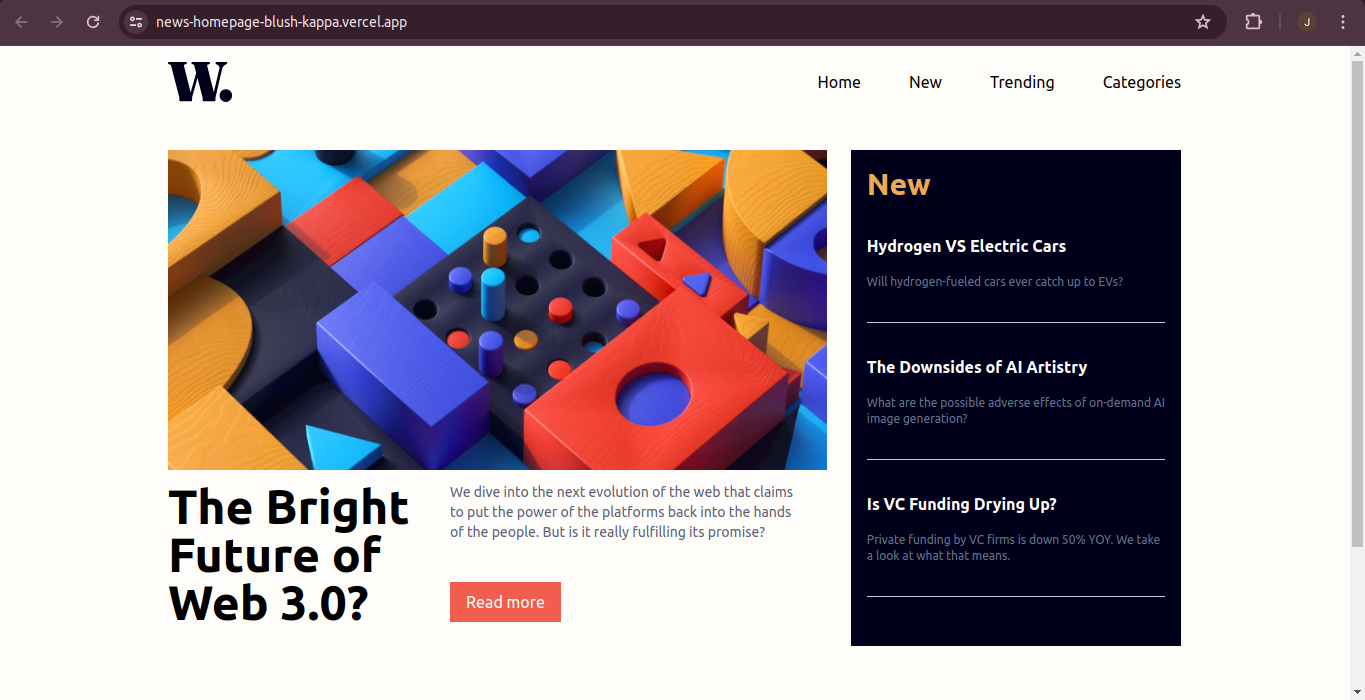 news-homepage-blush-kappa.vercel.app
J
W.
Home New Trending Categories
The Bright
Future of
Web 3.0?
We dive into the next evolution of the web that claims
to put the power of the platforms back into the hands
of the people. But is it really fulfilling its promise?
Read more
New
Hydrogen VS Electric Cars
Will hydrogen-fueled cars ever catch up to EVs?
The Downsides of AI Artistry
What are the possible adverse effects of on-demand AI
image generation?
Is VC Funding Drying Up?
Private funding by VC firms is down 50% YOY. We take
a look at what that means.